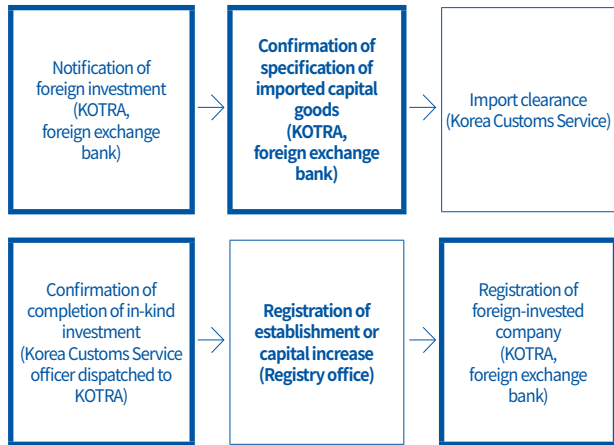 Notification of
foreign investment
(KOTRA,
foreign exchange
bank)
Confirmation of
specification of
imported capital
goods
(KOTRA,
foreign exchange
bank)
Import clearance
(Korea Customs Service)
Confirmation of
completion of in-kind
investment
(Korea Customs Service
officer dispatched to
KOTRA)
Registration of
establishment or
capital increase
(Registry office)
Registration of
foreign-invested
company
(KOTRA,
foreign exchange
bank)